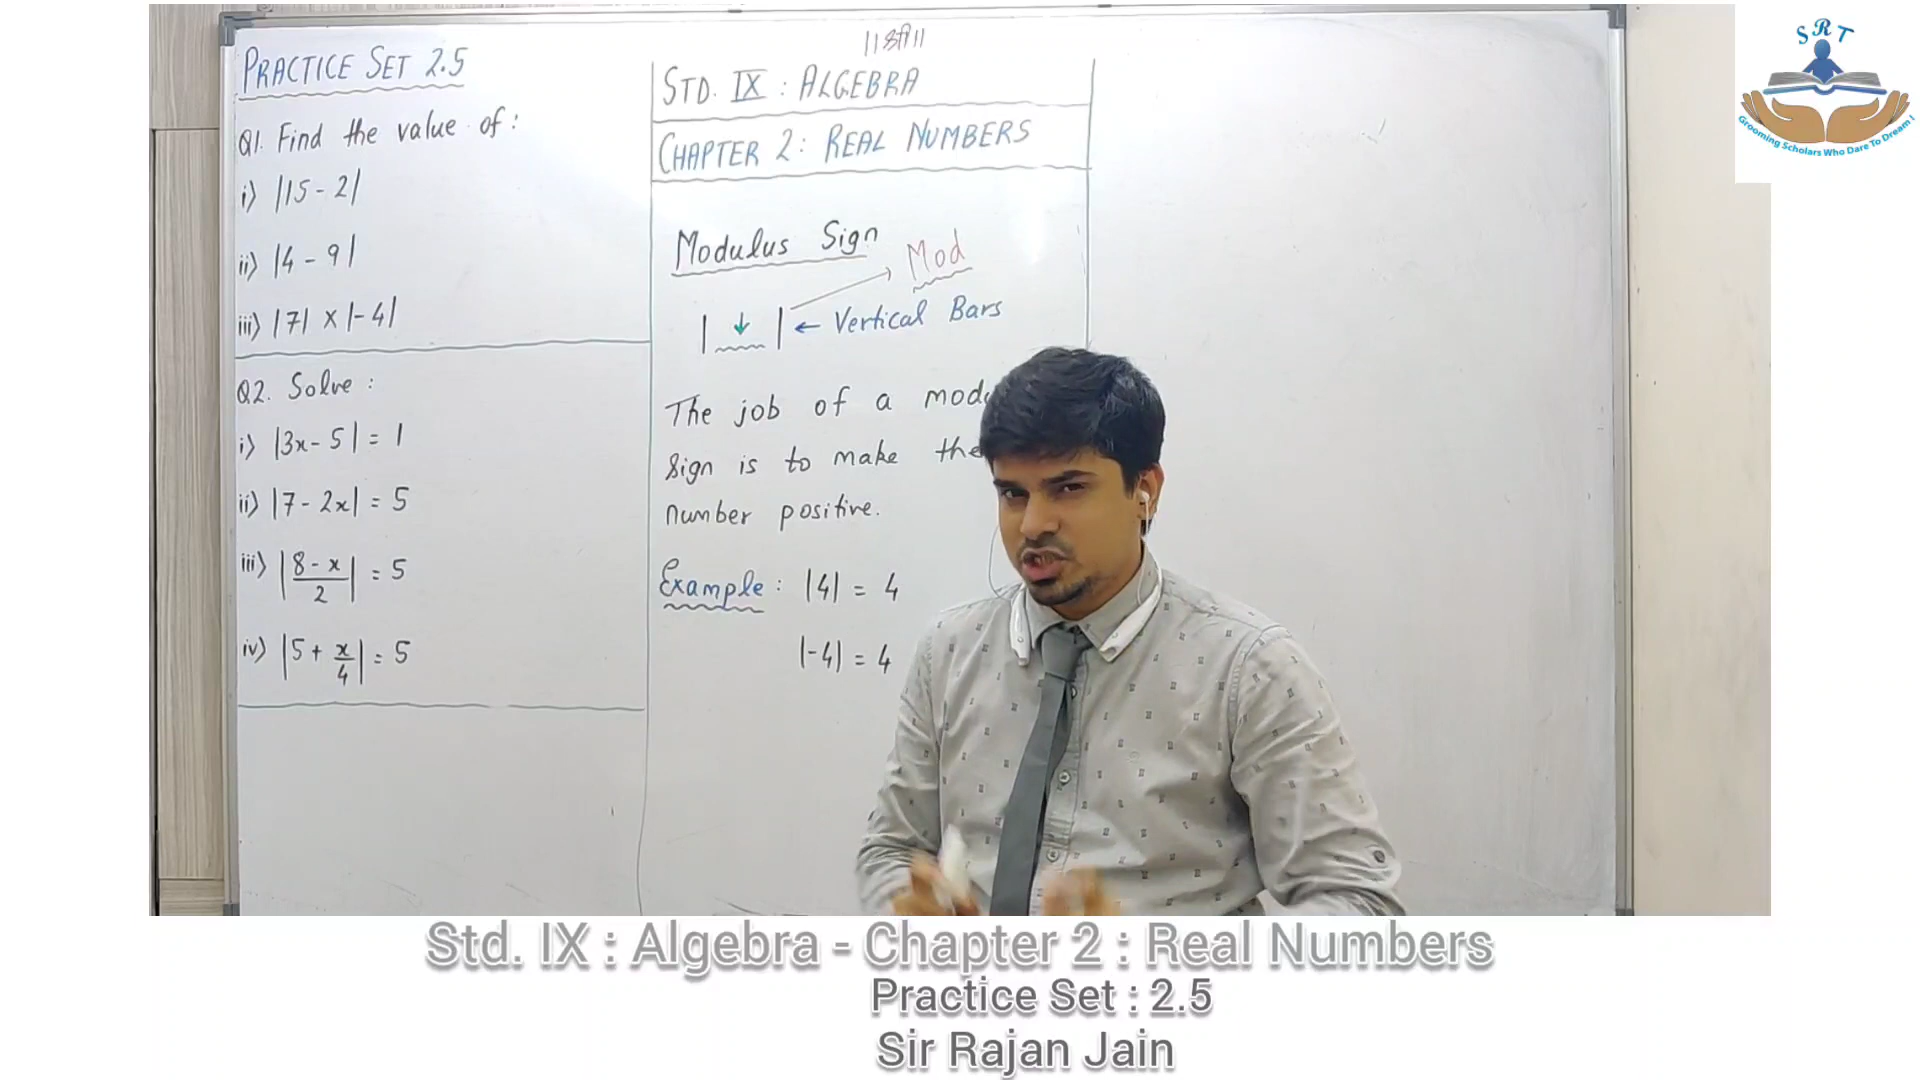 PRACTICE SET 2.5
Q1. Find the value of:
i) |15 - 2|
ii) |4 - 9|
iii) |7| × |-4|
Q2. Solve:
i) |3x - 5| = 1
ii) |7 - 2x| = 5
iii) |8 - x / 2| = 5
iv) |5 + x/4| = 5
||श्री||
STD. IX : ALGEBRA
CHAPTER 2 : REAL NUMBERS
Modulus Sign
Mod
| ↓ | ← Vertical Bars
The job of a modu
sign is to make the
number positive.
Example : |4| = 4
|-4| = 4
SRT
Grooming Scholars Who Dare To Dream !
Std. IX : Algebra - Chapter 2 : Real Numbers
Practice Set : 2.5
Sir Rajan Jain